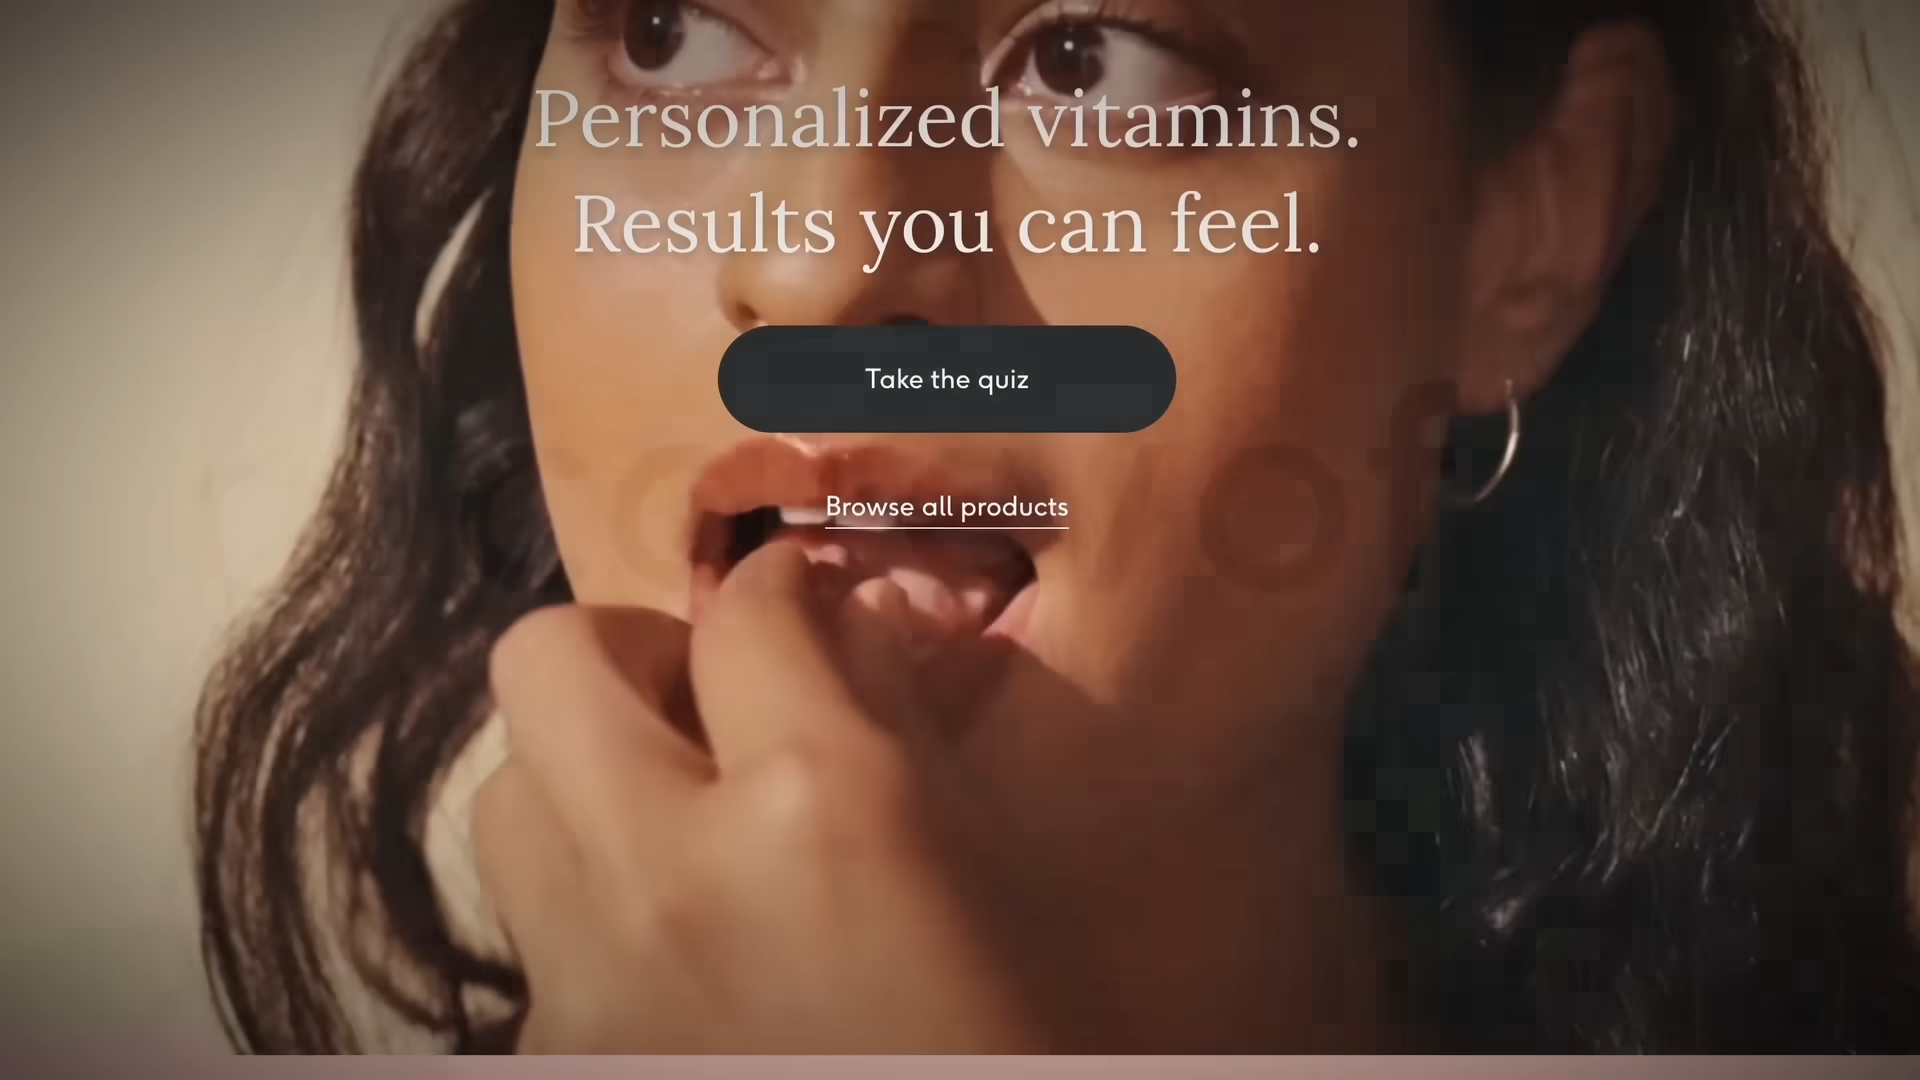 Personalized vitamins.
Results you can feel.
Take the quiz
Browse all products